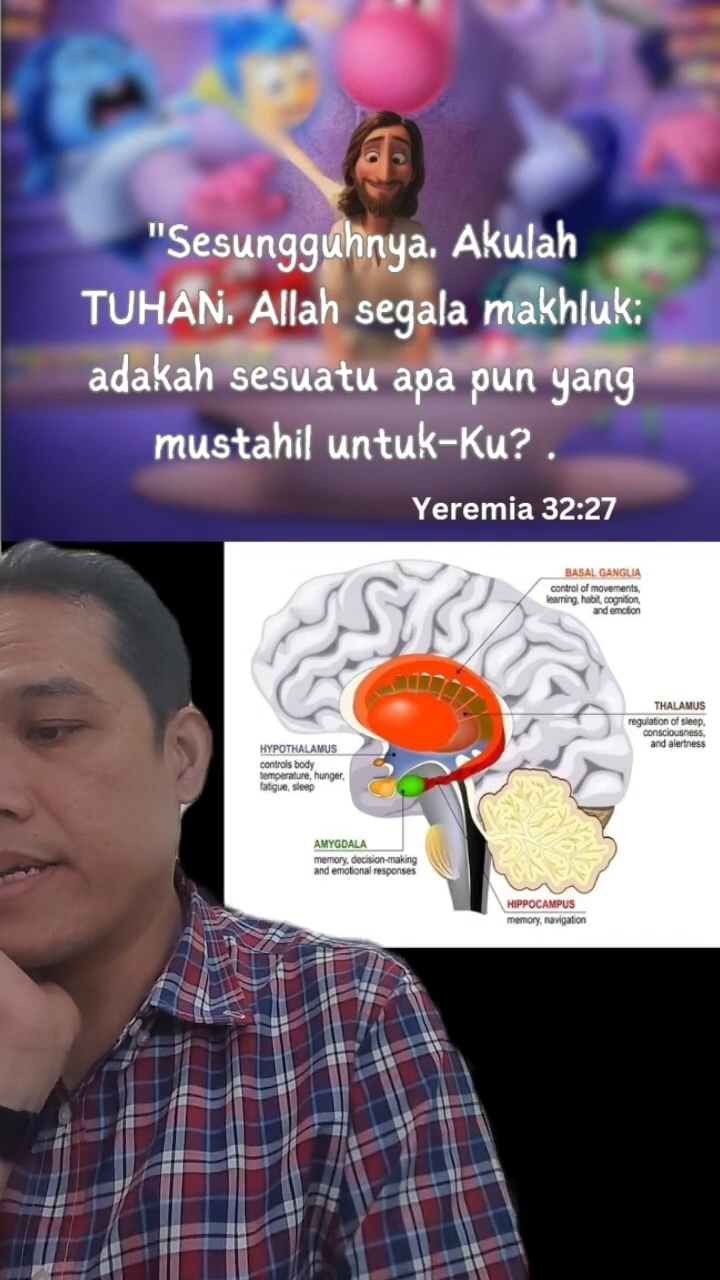 "Sesungguhnya. Akulah
TUHAN. Allah segala makhluk:
adakah sesuatu apa pun yang
mustahil untuk-Ku? .
Yeremia 32:27
BASAL GANGLIA
control of movements,
learning, habit, cognition,
and emotion
THALAMUS
regulation of sleep,
consciousness,
and alertness
HYPOTHALAMUS
controls body
temperature, hunger,
fatigue, sleep
AMYGDALA
memory, decision-making
and emotional responses
HIPPOCAMPUS
memory, navigation